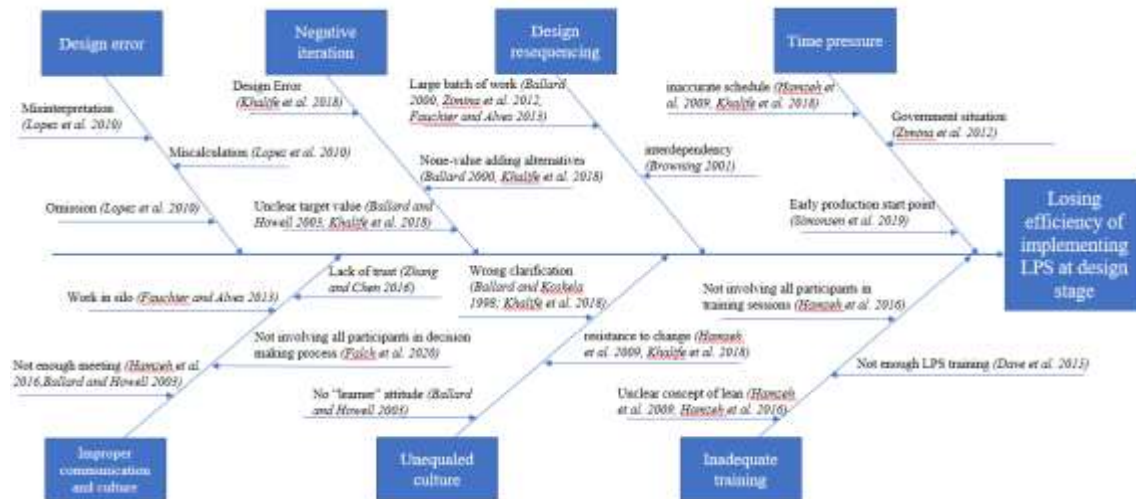 Design error
Negative
iteration
Design
resequencing
Time pressure
Misinterpretation
(Lopez et al. 2010)
Miscalculation (Lopez et al. 2010)
Omission (Lopez et al. 2010)
Design Error
(Khalife et al. 2018)
None-value adding alternatives
(Ballard 2000, Khalife et al. 2018)
Unclear target value (Ballard and
Howell 2003, Khalife et al. 2018)
Large batch of work (Ballard
2000, Zimina et al. 2012,
Fauchier and Alves 2013)
interdependency
(Browning 2001)
inaccurate schedule (Hamzeh et
al. 2009, Khalife et al. 2018)
Government situation
(Zimina et al. 2012)
Early production start point
(Simonsen et al. 2019)
Losing
efficiency of
implementing
LPS at design
stage
Lack of trust (Zhang
and Chen 2016)
Work in silo (Fauchier and Alves 2013)
Not involving all participants in decision
making process (Falch et al. 2020)
Not enough meeting (Hamzeh et al
2016,Ballard and Howell 2003)
Wrong clarification
(Ballard and Koskela
1998; Khalife et al. 2018)
resistance to change (Hamzeh
et al. 2009, Khalife et al. 2018)
No "learner" attitude (Ballard
and Howell 2003)
Not involving all participants in
training sessions (Hamzeh et al. 2016)
Not enough LPS training (Dave et al. 2015)
Unclear concept of lean (Hamzeh
et al. 2009, Hamzeh et al. 2016)
Improper
communication
and culture
Unequaled
culture
Inadequate
training